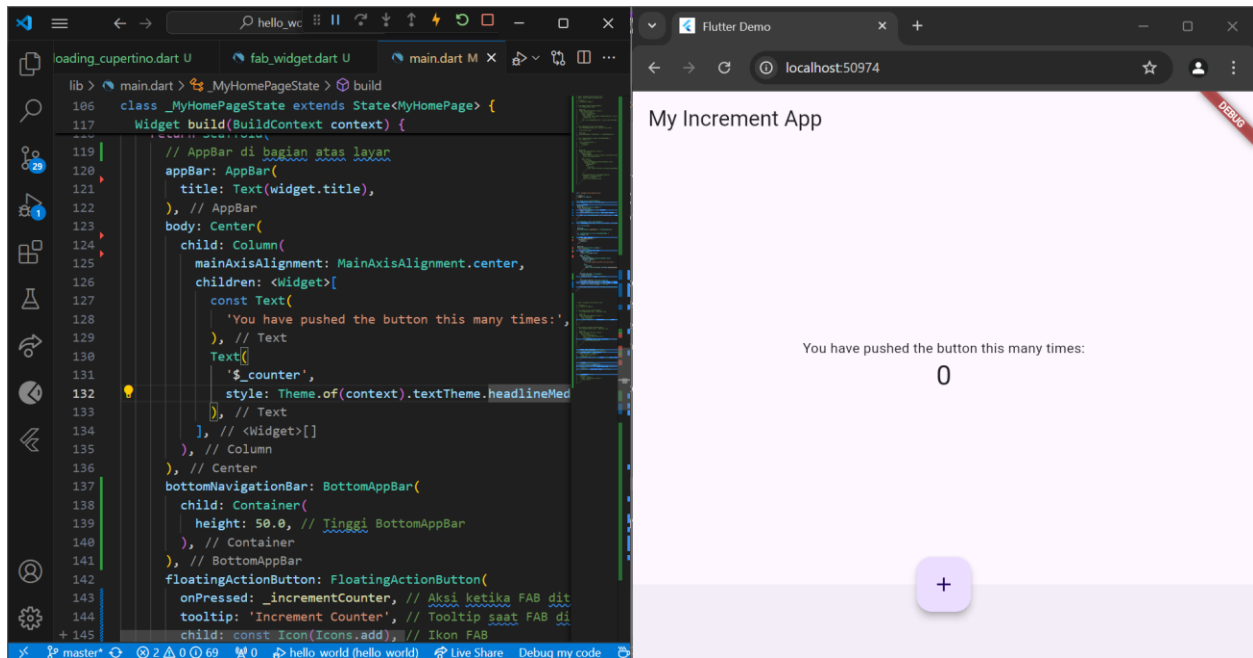 hello_wc
loading_cupertino.dart U
fab_widget.dart U
main.dart M
lib > main.dart > _MyHomePageState > build
106 class _MyHomePageState extends State<MyHomePage> {
117 Widget build(BuildContext context) {
119 // AppBar di bagian atas layar
120 appBar: AppBar(
121 title: Text(widget.title),
122 ), // AppBar
123 body: Center(
124 child: Column(
125 mainAxisAlignment: MainAxisAlignment.center,
126 children: <Widget>[
127 const Text(
128 'You have pushed the button this many times:',
129 ), // Text
130 Text(
131 '$_counter',
132 style: Theme.of(context).textTheme.headlineMed
133 ), // Text
134 ], // <Widget>[]
135 ), // Column
136 ), // Center
137 bottomNavigationBar: BottomAppBar(
138 child: Container(
139 height: 50.0, // Tinggi BottomAppBar
140 ), // Container
141 ), // BottomAppBar
142 floatingActionButton: FloatingActionButton(
143 onPressed: _incrementCounter, // Aksi ketika FAB dit
144 tooltip: 'Increment Counter', // Tooltip saat FAB di
145 child: const Icon(Icons.add), // Ikon FAB
29
1
master* 2 0 69 0 hello world (hello world) Live Share Debug my code
Flutter Demo
localhost:50974
My Increment App
DEBUG
You have pushed the button this many times:
0
+